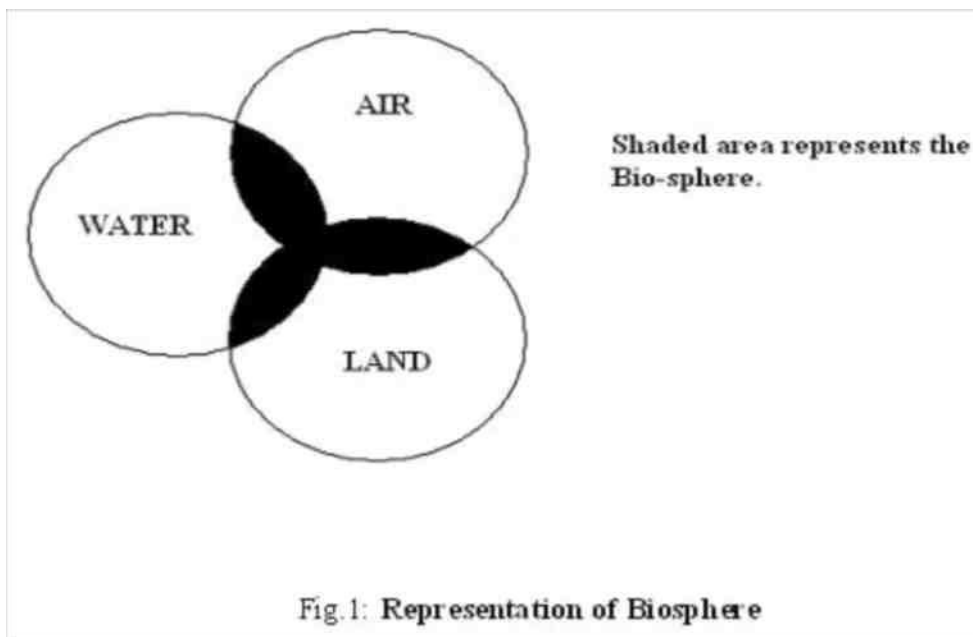 AIR
Shaded area represents the
Bio-sphere.
WATER
LAND
Fig.1: Representation of Biosphere